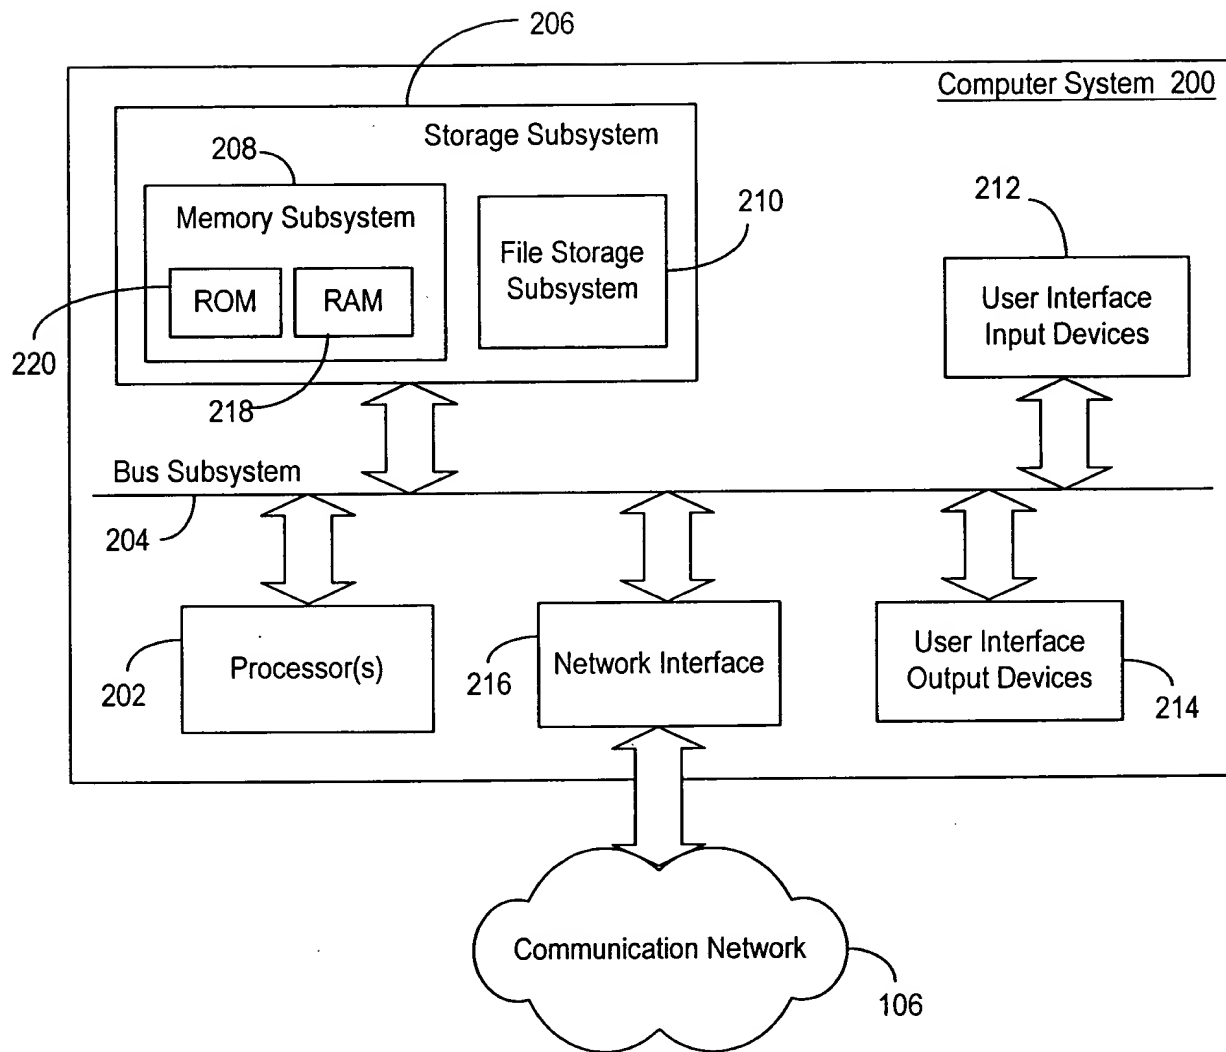 206
Computer System 200
Storage Subsystem
208
Memory Subsystem
210
212
File Storage
Subsystem
ROM
RAM
User Interface
Input Devices
220
218
Bus Subsystem
204
Processor(s)
202
Network Interface
216
User Interface
Output Devices
214
Communication Network
106